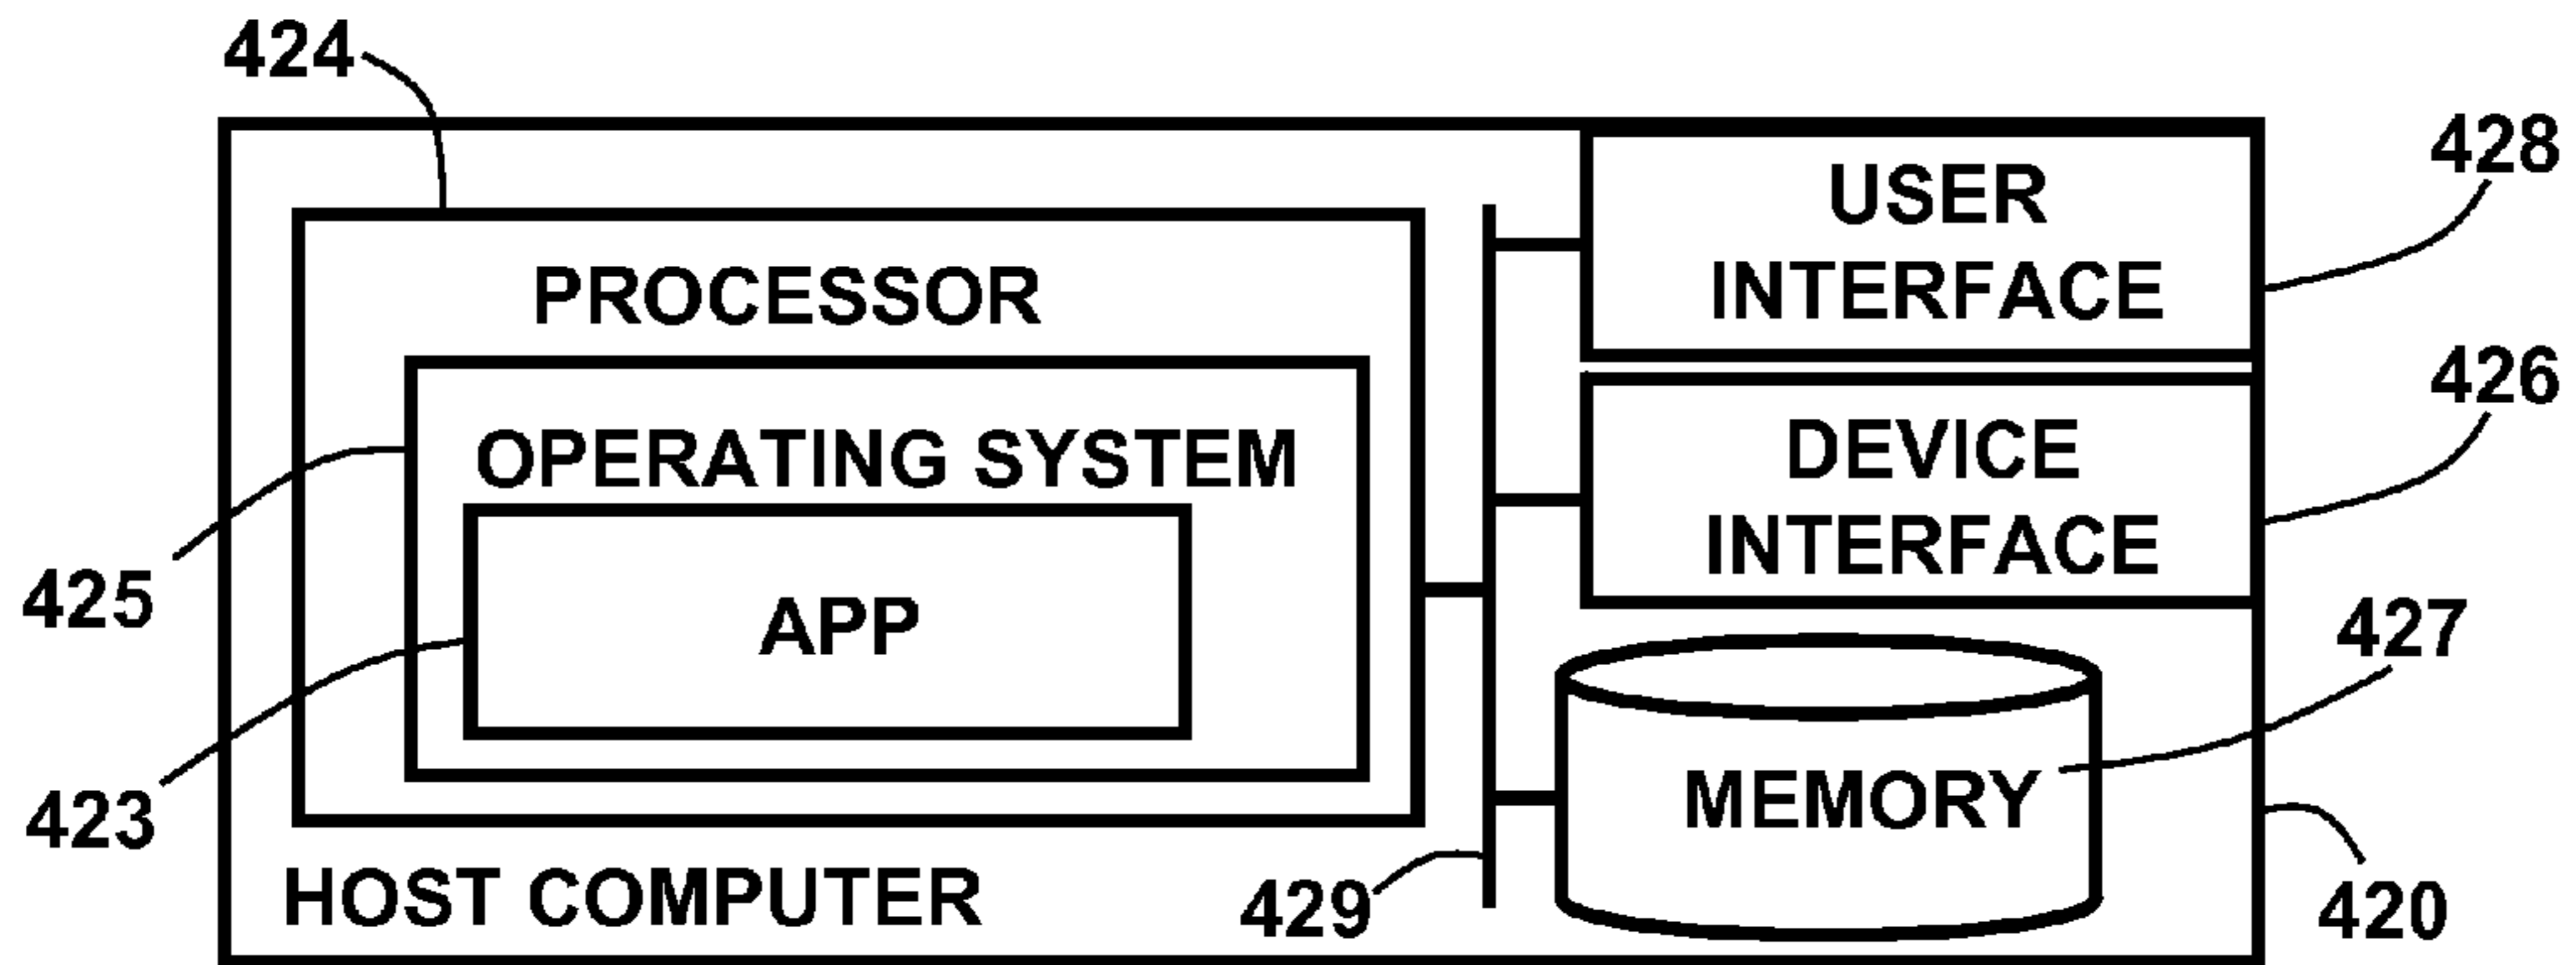 424
428
USER
INTERFACE
PROCESSOR
426
OPERATING SYSTEM
DEVICE
INTERFACE
425
APP
427
423
MEMORY
HOST COMPUTER
429
420